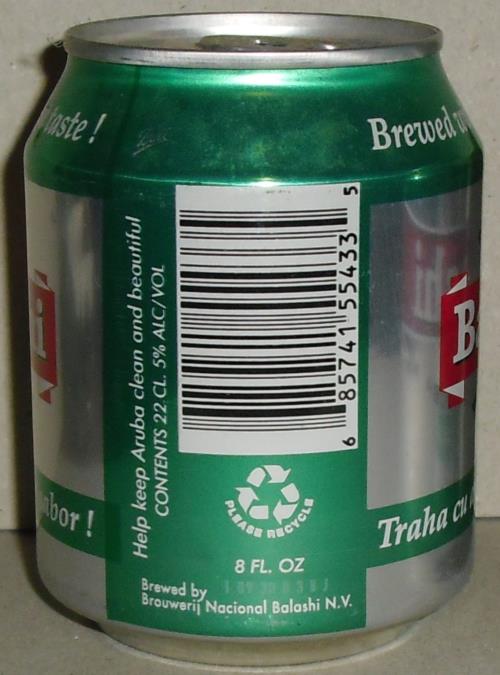 taste !
Brewed
Help keep Aruba clean and beautiful
CONTENTS 22 CL. 5% ALC/VOL
6 85741 55433 5
PLEASE RECYCLE
Traha cu
8 FL. OZ
Brewed by
Brouwerij Nacional Balashi N.V.